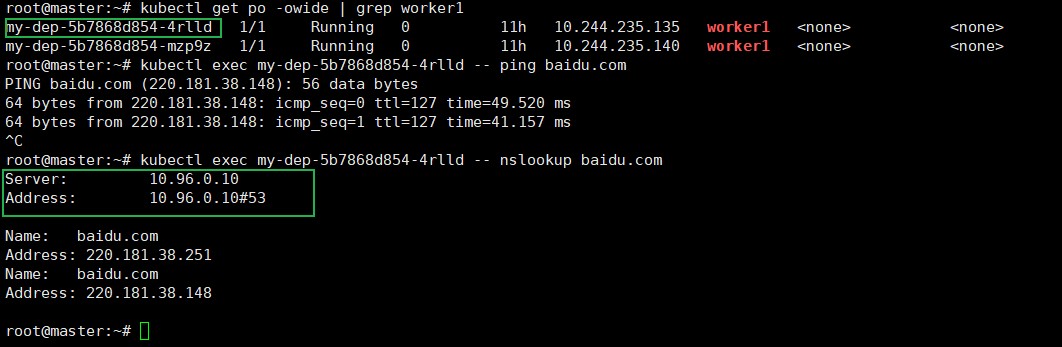 root@master:~# kubectl get po -owide | grep worker1
my-dep-5b7868d854-4rlld   1/1     Running   0          11h   10.244.235.135   worker1   <none>           <none>
my-dep-5b7868d854-mzp9z   1/1     Running   0          11h   10.244.235.140   worker1   <none>           <none>
root@master:~# kubectl exec my-dep-5b7868d854-4rlld -- ping baidu.com
PING baidu.com (220.181.38.148): 56 data bytes
64 bytes from 220.181.38.148: icmp_seq=0 ttl=127 time=49.520 ms
64 bytes from 220.181.38.148: icmp_seq=1 ttl=127 time=41.157 ms
^C
root@master:~# kubectl exec my-dep-5b7868d854-4rlld -- nslookup baidu.com
Server:         10.96.0.10
Address:        10.96.0.10#53
Name:   baidu.com
Address: 220.181.38.251
Name:   baidu.com
Address: 220.181.38.148
root@master:~#